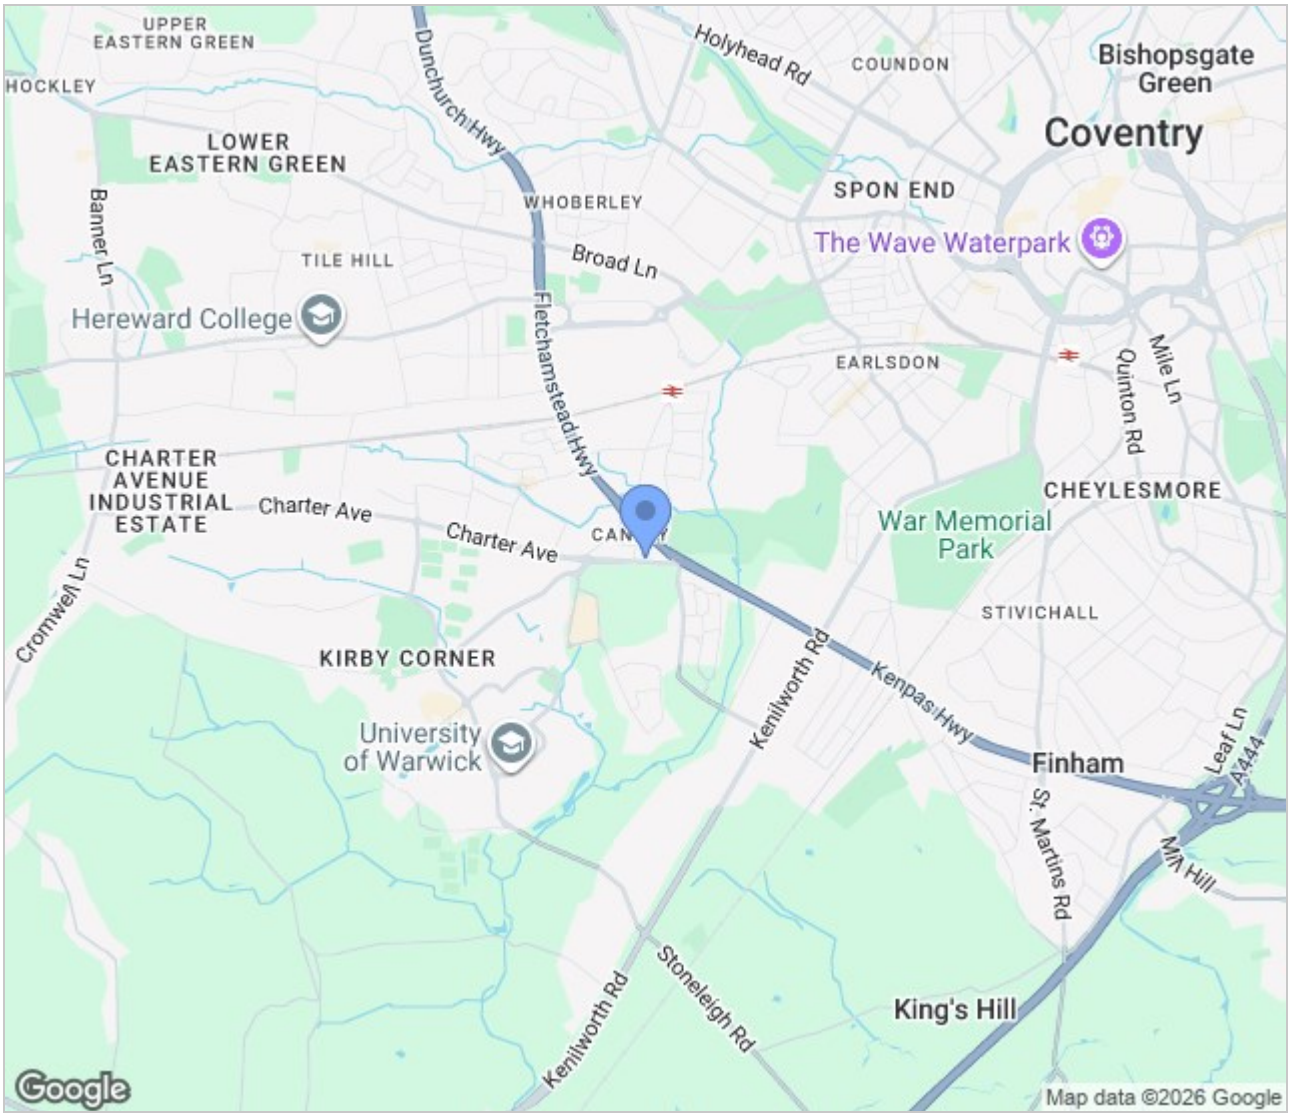 UPPER
EASTERN GREEN
HOCKLEY
Dunchurch Hwy
Holyhead Rd
COUNDON
Bishopsgate
Green
Coventry
LOWER
EASTERN GREEN
Banner Ln
WHOBERLEY
SPON END
The Wave Waterpark
TILE HILL
Broad Ln
Hereward College
Fletchamstead Hwy
EARLSDON
Mile Ln
Quinton Rd
CHARTER
AVENUE
INDUSTRIAL
ESTATE
Charter Ave
Charter Ave
CHEYLESMORE
War Memorial
Park
Cromwell Ln
STIVICHALL
KIRBY CORNER
Kenilworth Rd
Kenpas Hwy
University
of Warwick
Leaf Ln
A444
Finham
St. Martins Rd
Mill Hill
Stoneleigh Rd
Kenilworth Rd
King's Hill
Google
Map data ©2026 Google